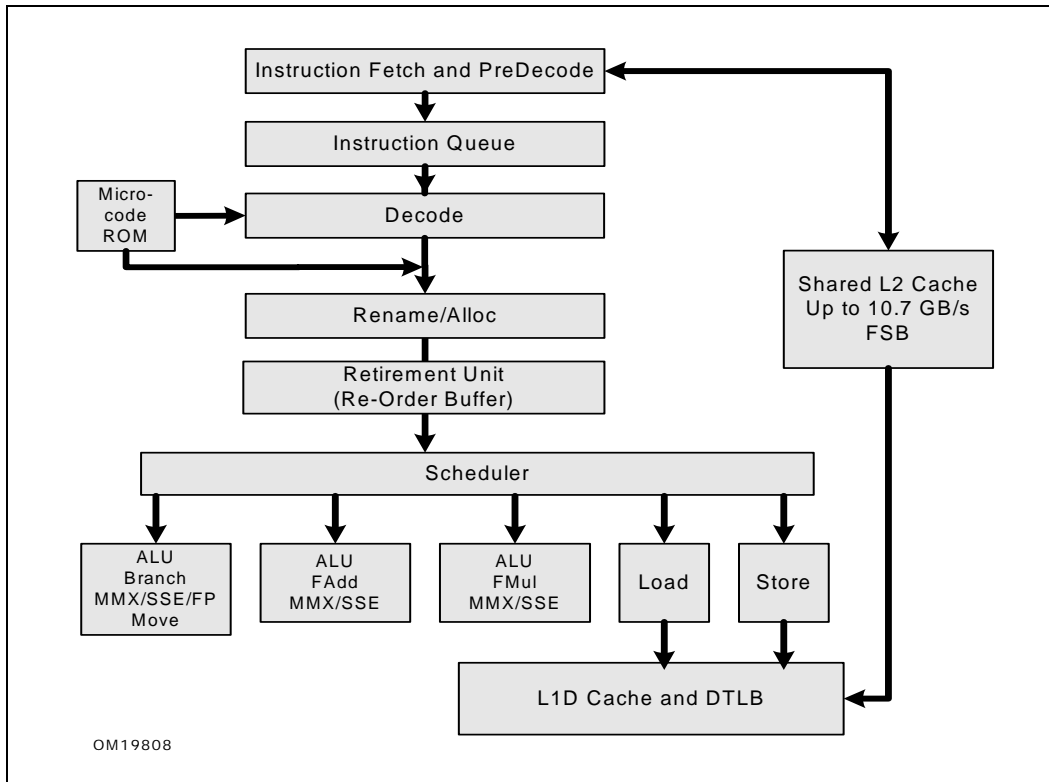 Instruction Fetch and PreDecode
Instruction Queue
Micro-
code
ROM
Decode
Shared L2 Cache
Up to 10.7 GB/s
FSB
Rename/Alloc
Retirement Unit
(Re-Order Buffer)
Scheduler
ALU
Branch
MMX/SSE/FP
Move
ALU
FAdd
MMX/SSE
ALU
FMul
MMX/SSE
Load
Store
L1D Cache and DTLB
OM19808